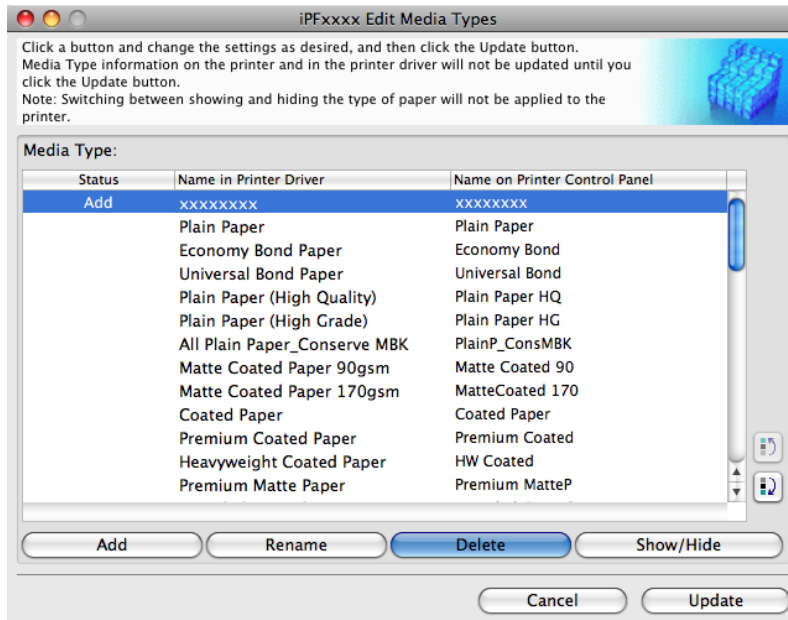 iPFxxxx Edit Media Types
Click a button and change the settings as desired, and then click the Update button.
Media Type information on the printer and in the printer driver will not be updated until you
click the Update button.
Note: Switching between showing and hiding the type of paper will not be applied to the
printer.
Media Type:
Status Name in Printer Driver Name on Printer Control Panel
Add xxxxxxxx xxxxxxxx
Plain Paper Plain Paper
Economy Bond Paper Economy Bond
Universal Bond Paper Universal Bond
Plain Paper (High Quality) Plain Paper HQ
Plain Paper (High Grade) Plain Paper HG
All Plain Paper_Conserve MBK PlainP_ConsMBK
Matte Coated Paper 90gsm Matte Coated 90
Matte Coated Paper 170gsm MatteCoated 170
Coated Paper Coated Paper
Premium Coated Paper Premium Coated
Heavyweight Coated Paper HW Coated
Premium Matte Paper Premium MatteP
Add Rename Delete Show/Hide
Cancel Update